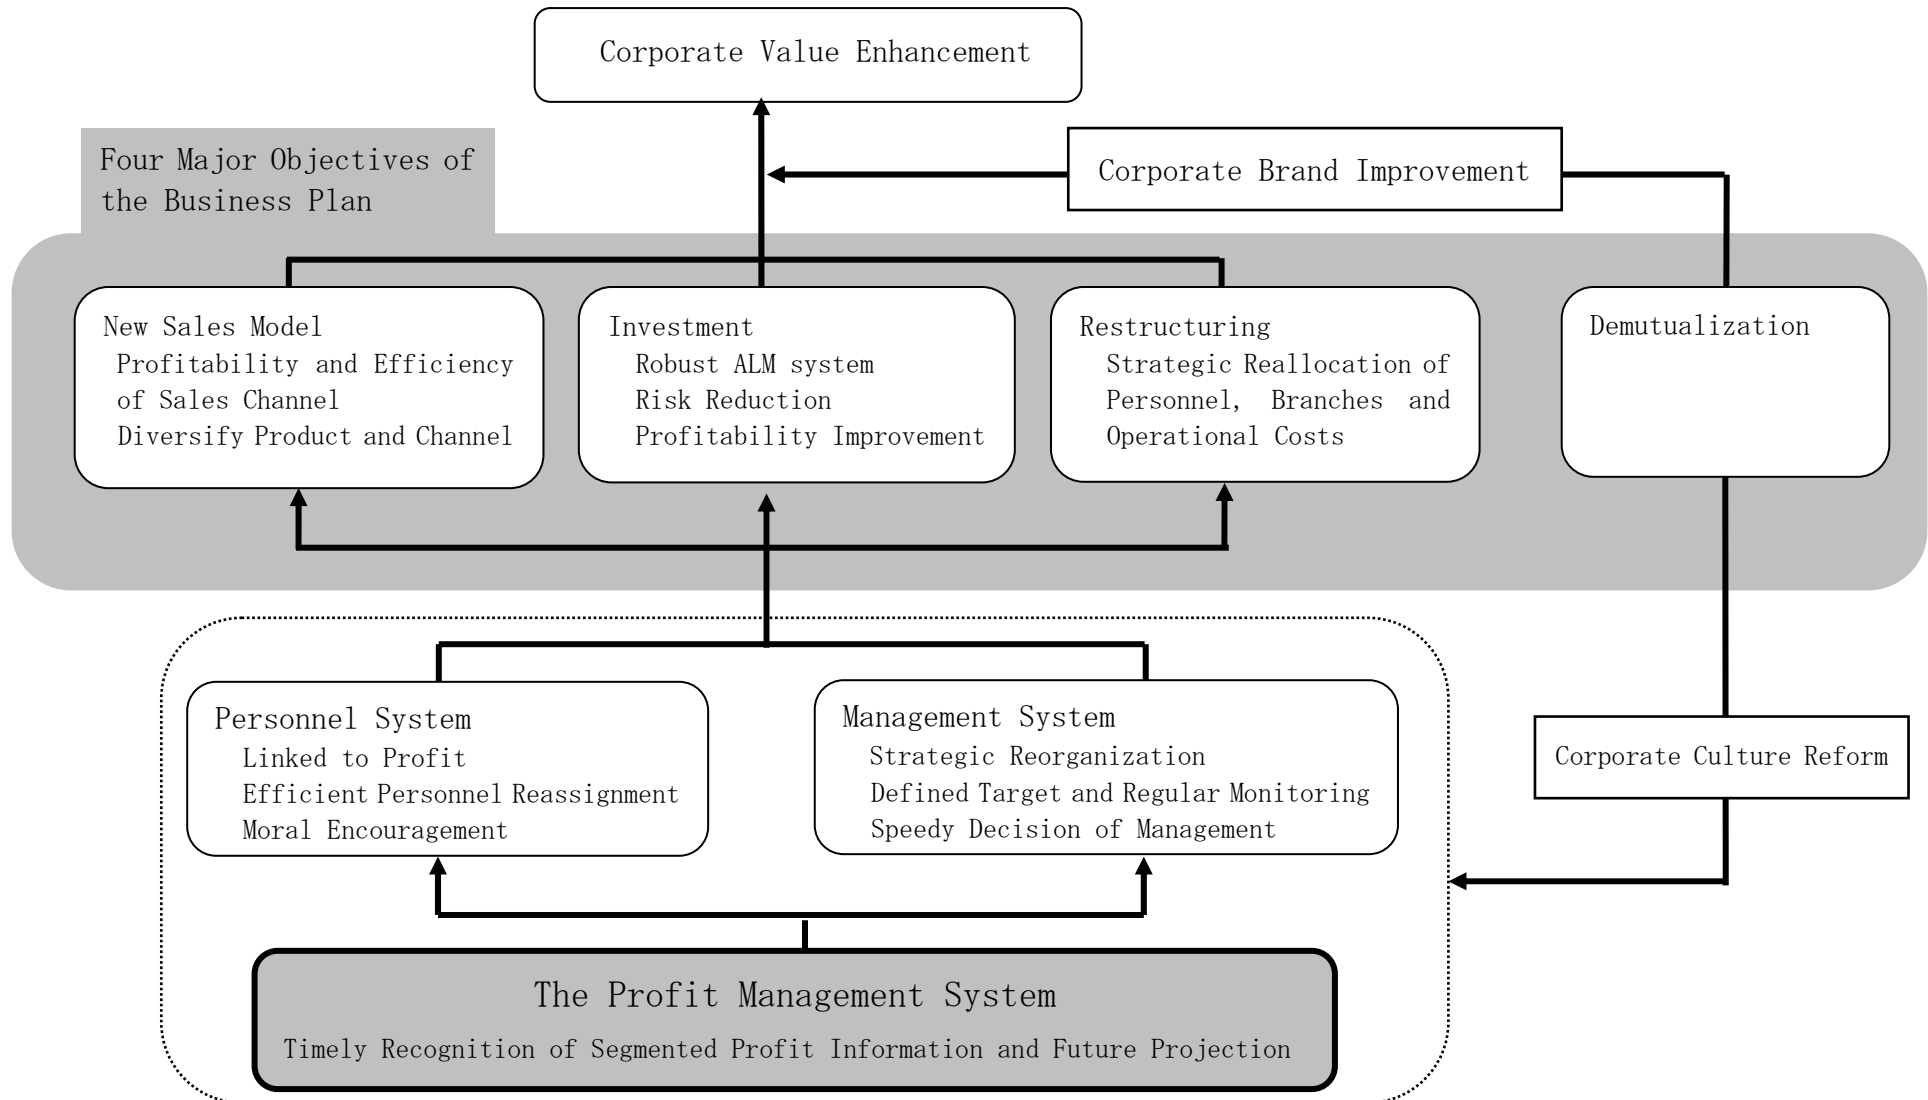 Corporate Value Enhancement
Four Major Objectives of
the Business Plan
Corporate Brand Improvement
New Sales Model
Profitability and Efficiency
of Sales Channel
Diversify Product and Channel
Investment
Robust ALM system
Risk Reduction
Profitability Improvement
Restructuring
Strategic Reallocation of
Personnel, Branches and
Operational Costs
Demutualization
Personnel System
Linked to Profit
Efficient Personnel Reassignment
Moral Encouragement
Management System
Strategic Reorganization
Defined Target and Regular Monitoring
Speedy Decision of Management
Corporate Culture Reform
The Profit Management System
Timely Recognition of Segmented Profit Information and Future Projection